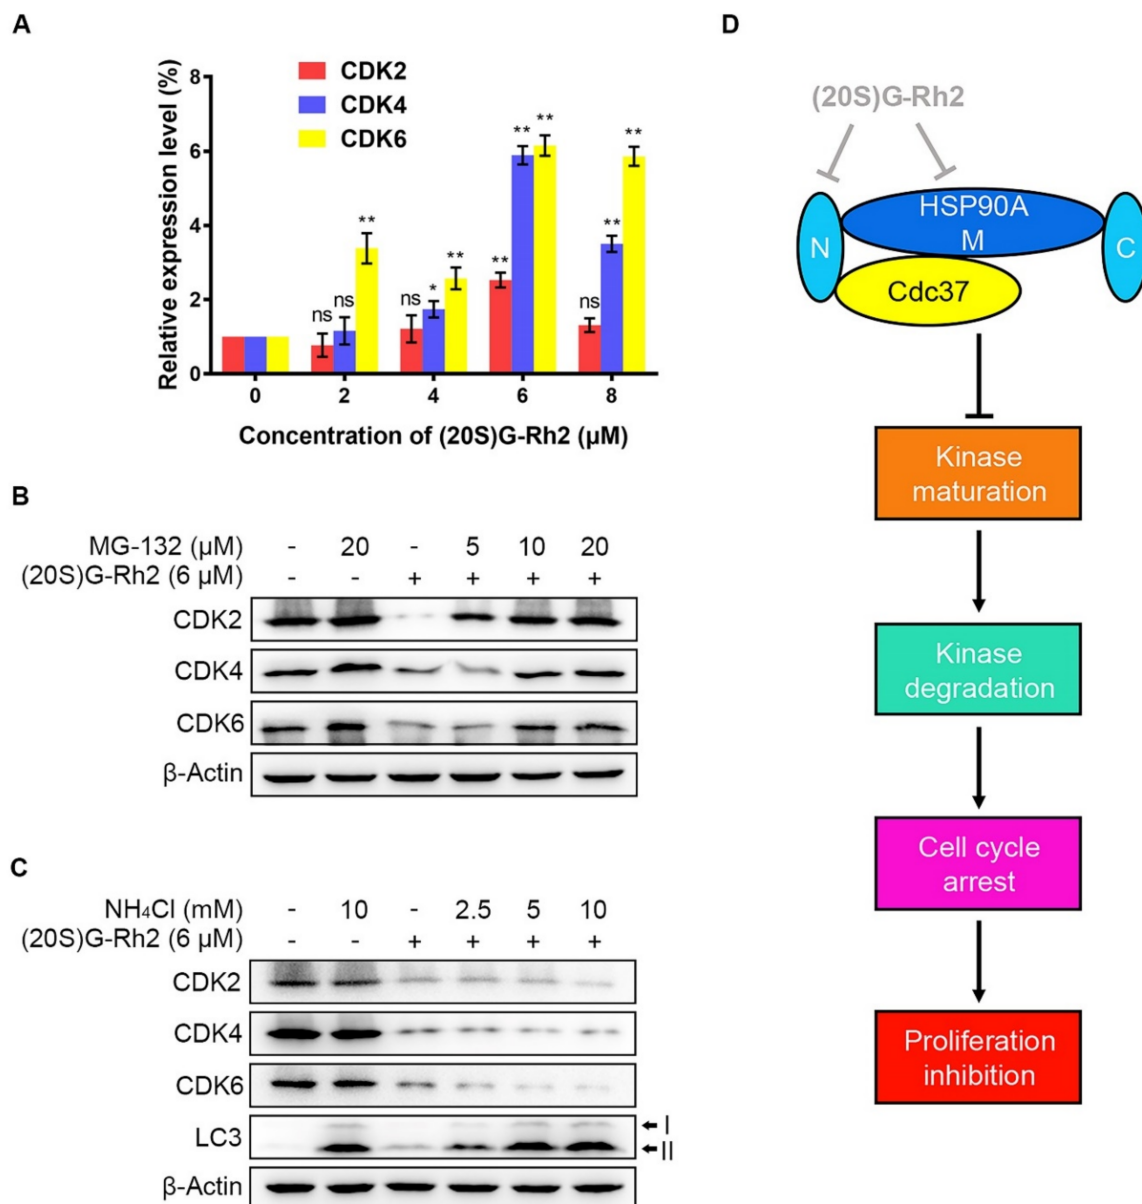 A
CDK2
CDK4
CDK6
Relative expression level (%)
8
6
4
2
0
ns
ns
**
ns
*
**
**
**
**
ns
**
**
0 2 4 6 8
Concentration of (20S)G-Rh2 (µM)
B
MG-132 (µM) - 20 - 5 10 20
(20S)G-Rh2 (6 µM) - - + + + +
CDK2
CDK4
CDK6
β-Actin
C
NH₄Cl (mM) - 10 - 2.5 5 10
(20S)G-Rh2 (6 µM) - - + + + +
CDK2
CDK4
CDK6
LC3
I
II
β-Actin
D
(20S)G-Rh2
HSP90A
N M C
Cdc37
Kinase
maturation
Kinase
degradation
Cell cycle
arrest
Proliferation
inhibition